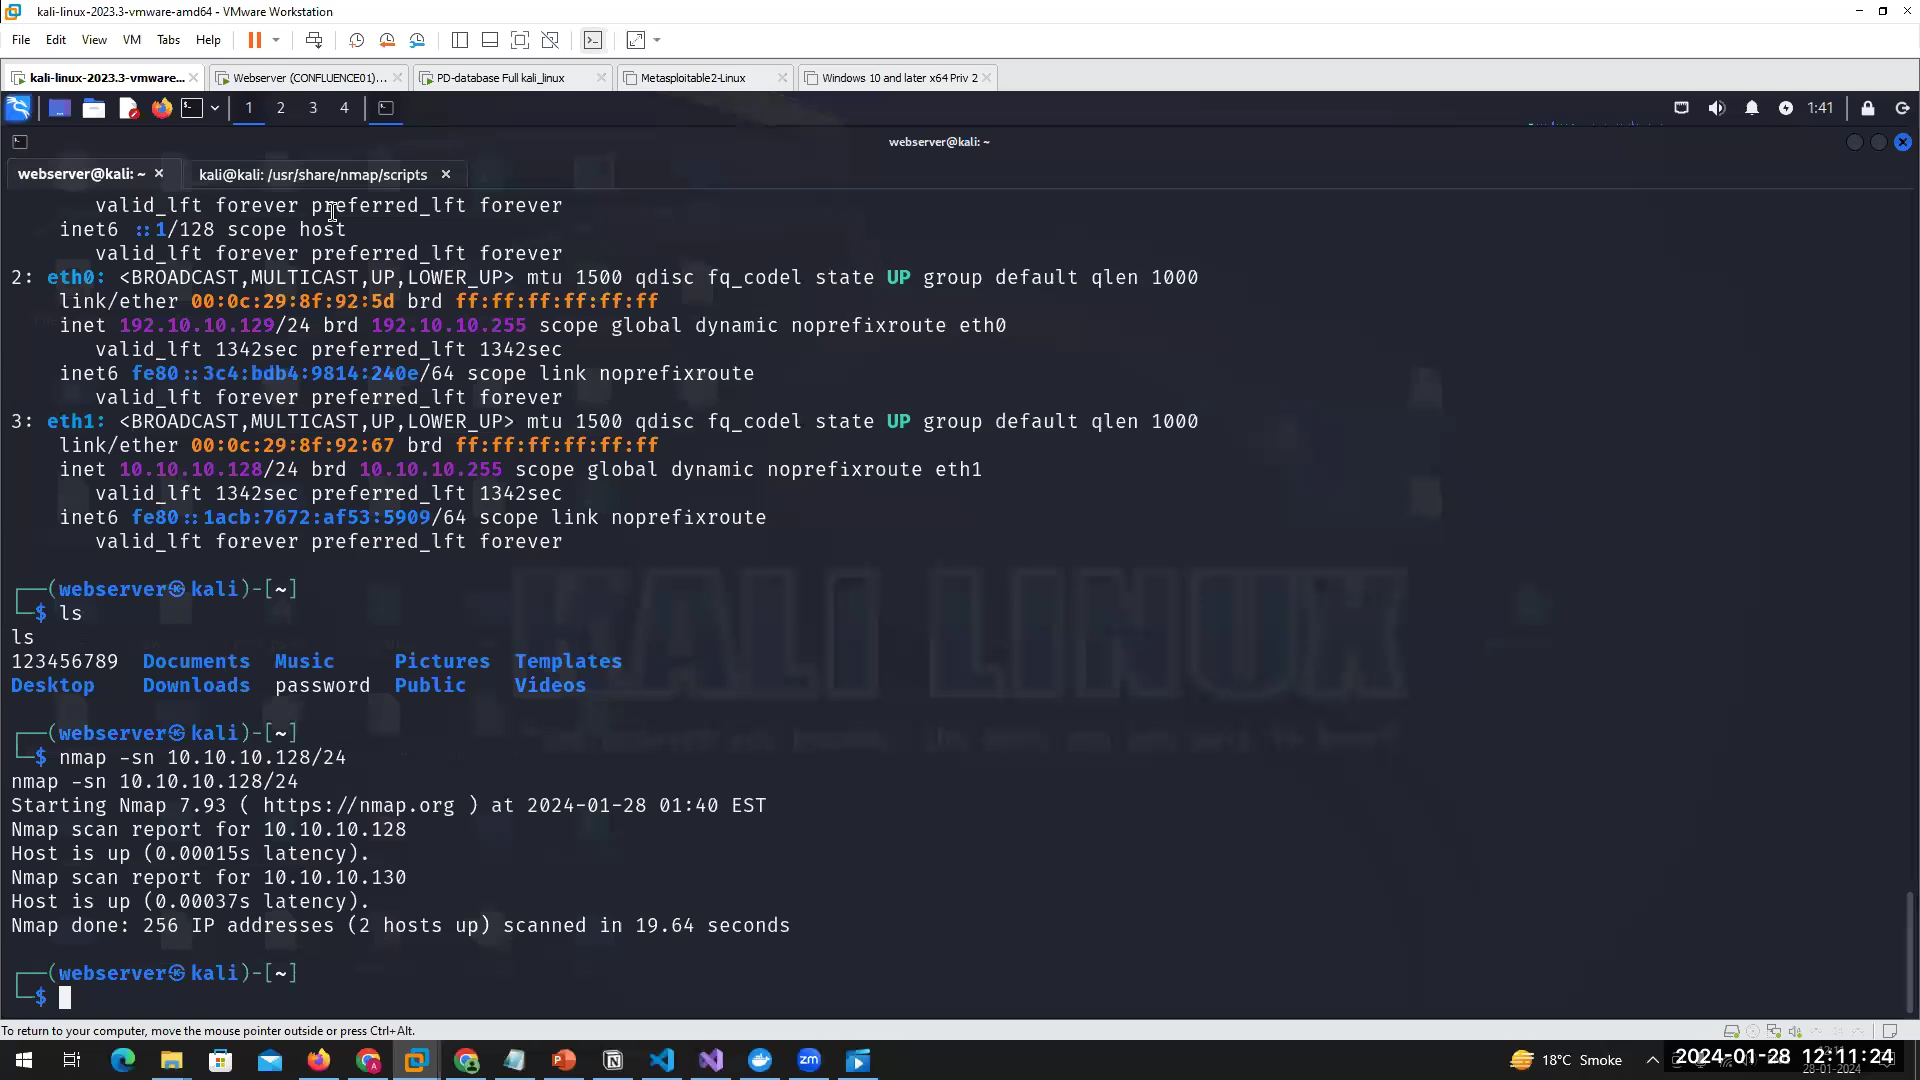 kali-linux-2023.3-vmware-amd64 - VMware Workstation
File Edit View VM Tabs Help
kali-linux-2023.3-vmware... Webserver (CONFLUENCE01)... PD-database Full kali_linux Metasploitable2-Linux Windows 10 and later x64 Priv 2
1 2 3 4 1:41
webserver@kali: ~
webserver@kali: ~ kali@kali: /usr/share/nmap/scripts
valid_lft forever preferred_lft forever
inet6 ::1/128 scope host
valid_lft forever preferred_lft forever
2: eth0: <BROADCAST,MULTICAST,UP,LOWER_UP> mtu 1500 qdisc fq_codel state UP group default qlen 1000
link/ether 00:0c:29:8f:92:5d brd ff:ff:ff:ff:ff:ff
inet 192.10.10.129/24 brd 192.10.10.255 scope global dynamic noprefixroute eth0
valid_lft 1342sec preferred_lft 1342sec
inet6 fe80::3c4:bdb4:9814:240e/64 scope link noprefixroute
valid_lft forever preferred_lft forever
3: eth1: <BROADCAST,MULTICAST,UP,LOWER_UP> mtu 1500 qdisc fq_codel state UP group default qlen 1000
link/ether 00:0c:29:8f:92:67 brd ff:ff:ff:ff:ff:ff
inet 10.10.10.128/24 brd 10.10.10.255 scope global dynamic noprefixroute eth1
valid_lft 1342sec preferred_lft 1342sec
inet6 fe80::1acb:7672:af53:5909/64 scope link noprefixroute
valid_lft forever preferred_lft forever
┌──(webserver㉿kali)-[~]
└─$ ls
ls
123456789 Documents Music Pictures Templates
Desktop Downloads password Public Videos
┌──(webserver㉿kali)-[~]
└─$ nmap -sn 10.10.10.128/24
nmap -sn 10.10.10.128/24
Starting Nmap 7.93 ( https://nmap.org ) at 2024-01-28 01:40 EST
Nmap scan report for 10.10.10.128
Host is up (0.00015s latency).
Nmap scan report for 10.10.10.130
Host is up (0.00037s latency).
Nmap done: 256 IP addresses (2 hosts up) scanned in 19.64 seconds
┌──(webserver㉿kali)-[~]
└─$
KALI LINUX
To return to your computer, move the mouse pointer outside or press Ctrl+Alt.
18°C Smoke 2024-01-28 12:11:24
28-01-2024